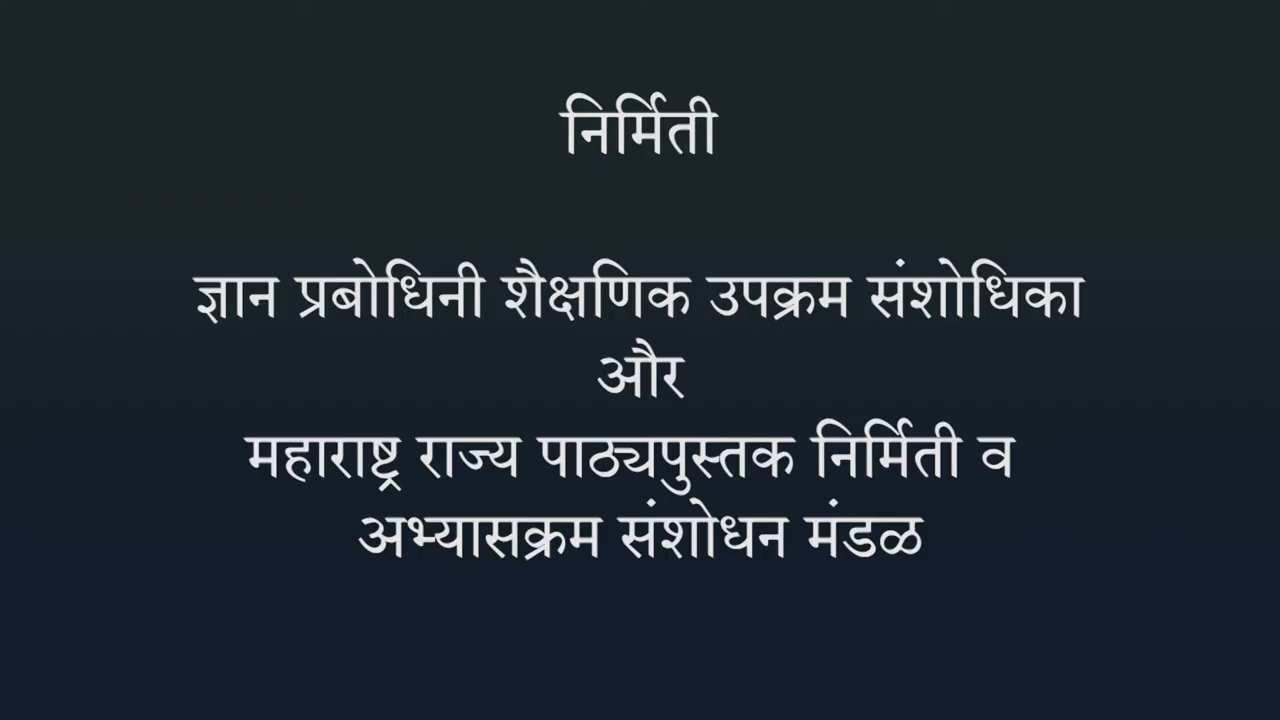 निर्मिती
ज्ञान प्रबोधिनी शैक्षणिक उपक्रम संशोधिका
और
महाराष्ट्र राज्य पाठ्यपुस्तक निर्मिती व
अभ्यासक्रम संशोधन मंडळ